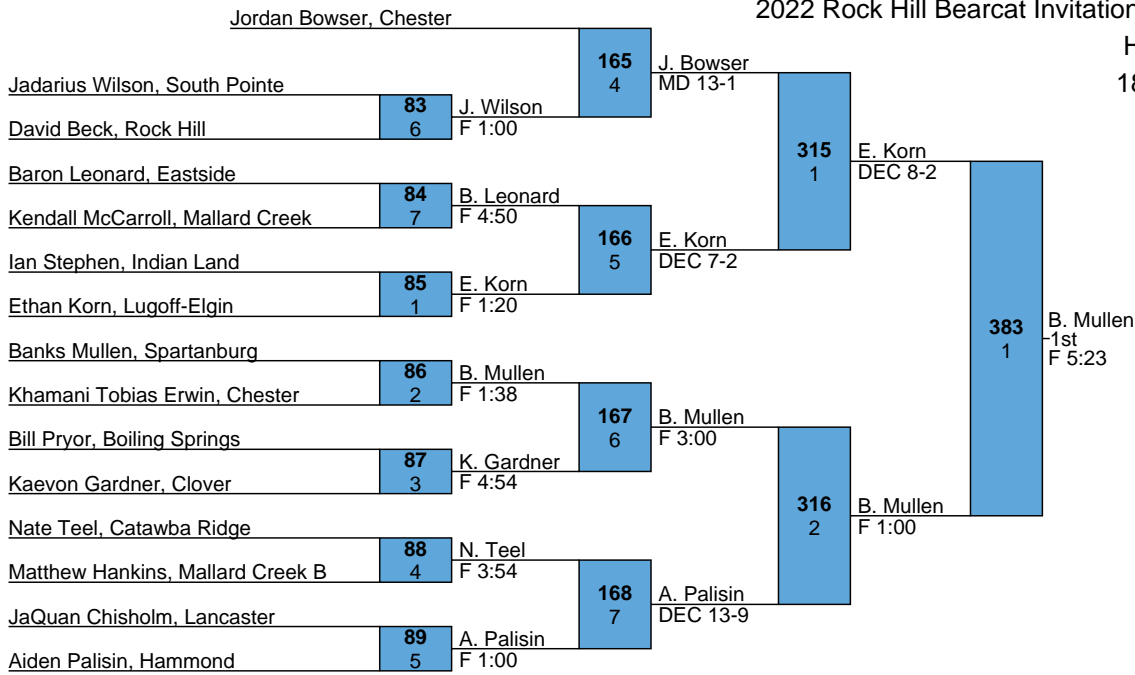 Jordan Bowser, Chester
2022 Rock Hill Bearcat Invitation
H
18
165
4
J. Bowser
MD 13-1
Jadarius Wilson, South Pointe
83
6
J. Wilson
F 1:00
David Beck, Rock Hill
315
1
E. Korn
DEC 8-2
Baron Leonard, Eastside
84
7
B. Leonard
F 4:50
Kendall McCarroll, Mallard Creek
166
5
E. Korn
DEC 7-2
Ian Stephen, Indian Land
85
1
E. Korn
F 1:20
Ethan Korn, Lugoff-Elgin
383
1
B. Mullen
1st
F 5:23
Banks Mullen, Spartanburg
86
2
B. Mullen
F 1:38
Khamani Tobias Erwin, Chester
167
6
B. Mullen
F 3:00
Bill Pryor, Boiling Springs
87
3
K. Gardner
F 4:54
Kaevon Gardner, Clover
316
2
B. Mullen
F 1:00
Nate Teel, Catawba Ridge
88
4
N. Teel
F 3:54
Matthew Hankins, Mallard Creek B
168
7
A. Palisin
DEC 13-9
JaQuan Chisholm, Lancaster
89
5
A. Palisin
F 1:00
Aiden Palisin, Hammond